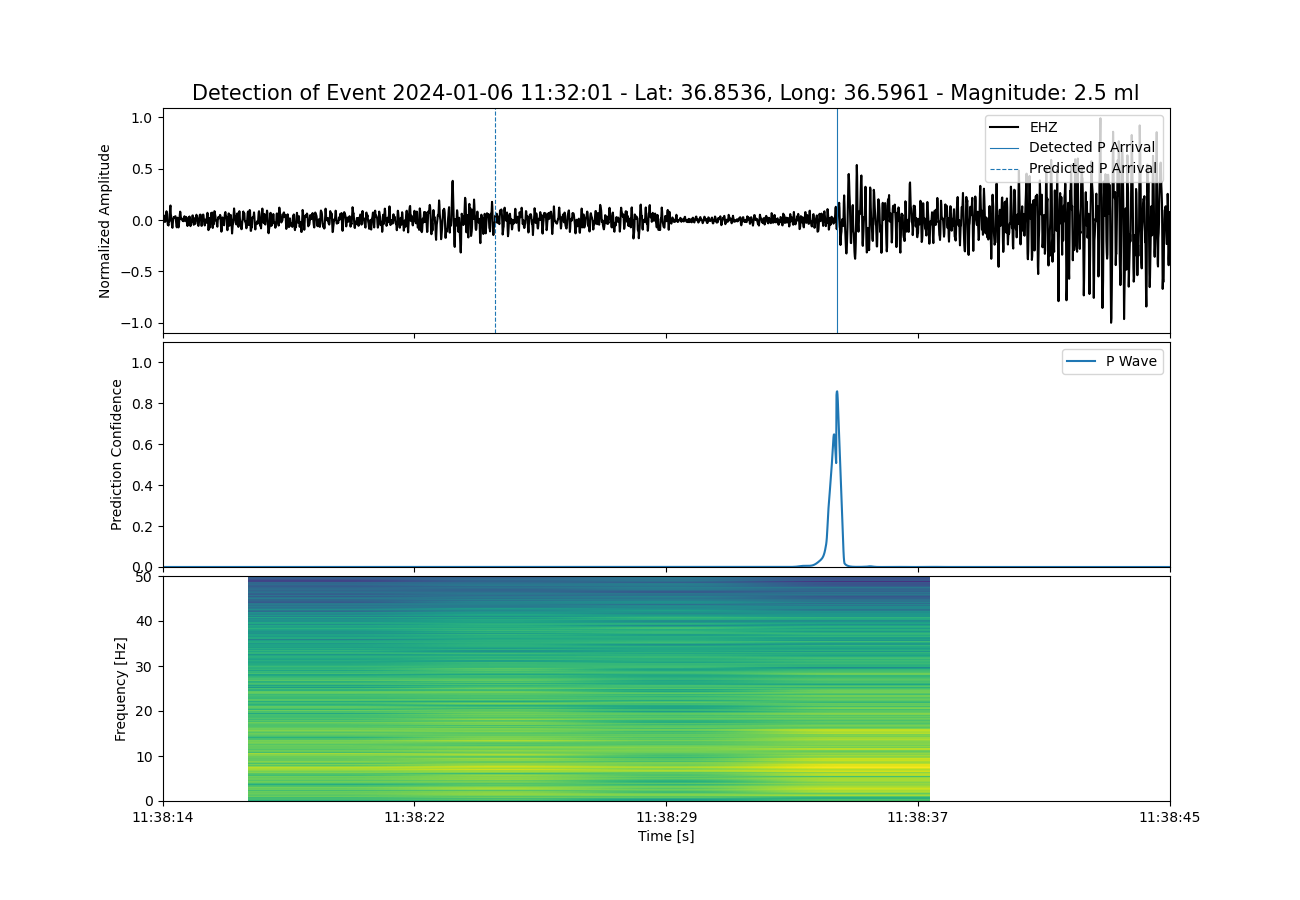 Detection of Event 2024-01-06 11:32:01 - Lat: 36.8536, Long: 36.5961 - Magnitude: 2.5 ml
Normalized Amplitude
1.0
0.5
0.0
−0.5
−1.0
EHZ
Detected P Arrival
Predicted P Arrival
Prediction Confidence
1.0
0.8
0.6
0.4
0.2
0.0
P Wave
Frequency [Hz]
50
40
30
20
10
0
11:38:14
11:38:22
11:38:29
11:38:37
11:38:45
Time [s]